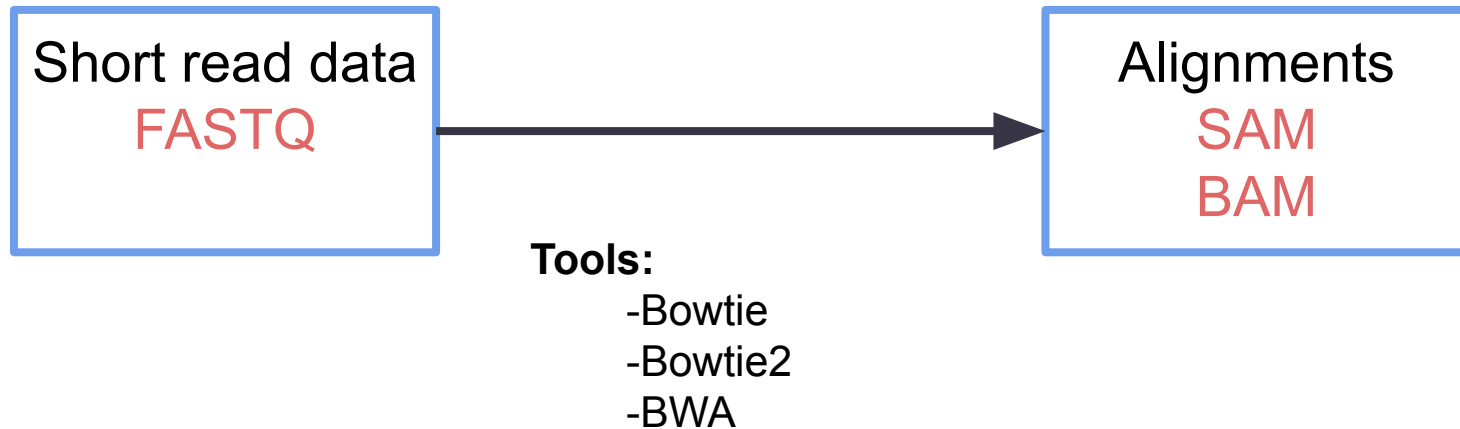 Short read data
FASTQ
Alignments
SAM
BAM
Tools:
-Bowtie
-Bowtie2
-BWA